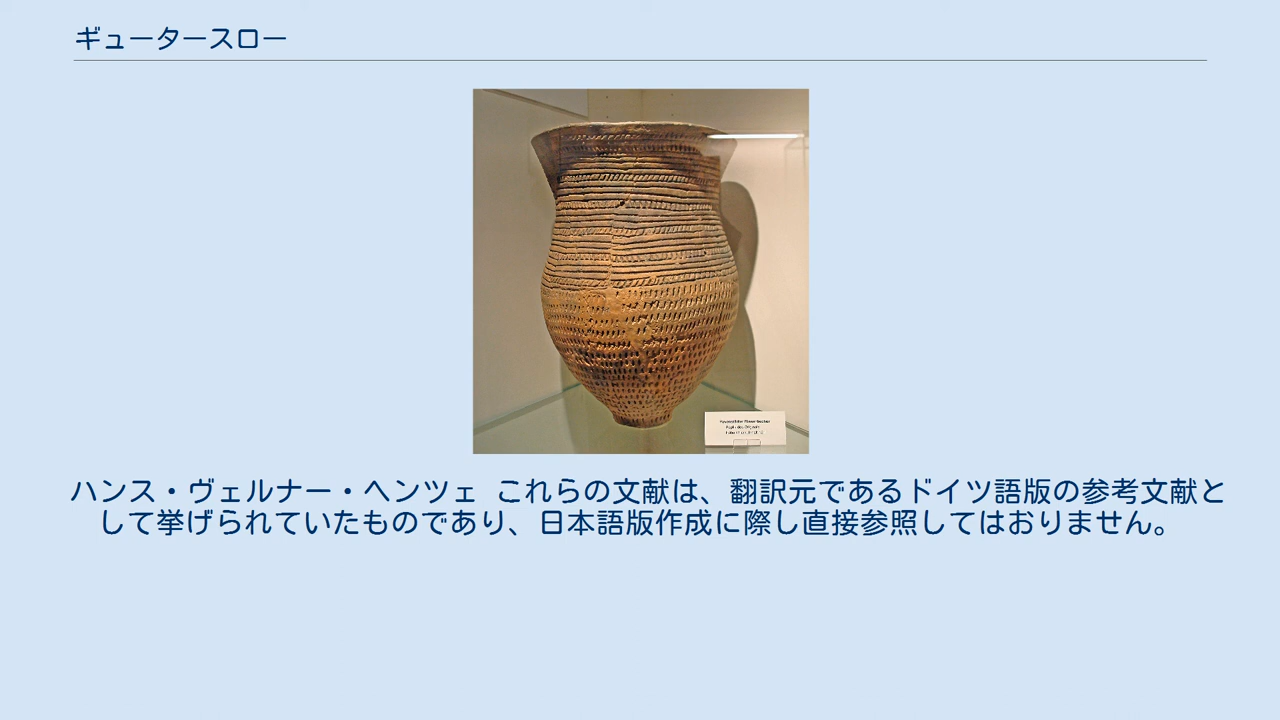 ギュータースロー
ハンス・ヴェルナー・ヘンツェ これらの文献は、翻訳元であるドイツ語版の参考文献と
して挙げられていたものであり、日本語版作成に際し直接参照してはおりません。